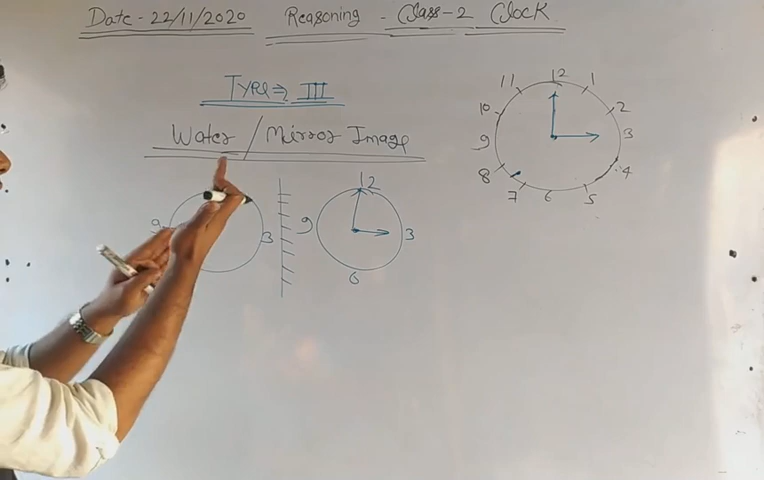 Date - 22/11/2020 Reasoning - Class-2 Clock
Type ⇒ III
Water / Mirror Image
12
9 3
9 3
6
12
11 1
10 2
9 3
8 4
7 6 5